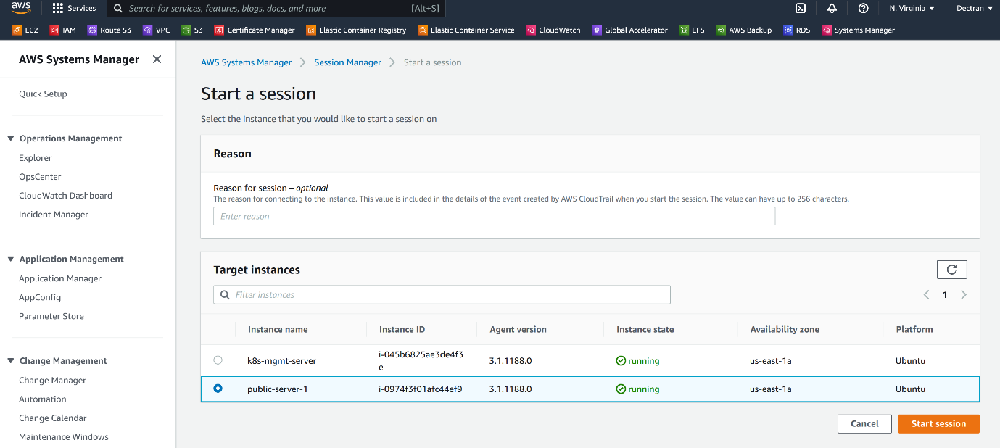 aws
Services
Search for services, features, blogs, docs, and more
[Alt+S]
N. Virginia ▼
Dectran ▼
EC2
IAM
Route 53
VPC
S3
Certificate Manager
Elastic Container Registry
Elastic Container Service
CloudWatch
Global Accelerator
EFS
AWS Backup
RDS
Systems Manager
AWS Systems Manager
Quick Setup
Operations Management
Explorer
OpsCenter
CloudWatch Dashboard
Incident Manager
Application Management
Application Manager
AppConfig
Parameter Store
Change Management
Change Manager
Automation
Change Calendar
Maintenance Windows
AWS Systems Manager > Session Manager > Start a session
Start a session
Select the instance that you would like to start a session on
Reason
Reason for session – optional
The reason for connecting to the instance. This value is included in the details of the event created by AWS CloudTrail when you start the session. The value can have up to 256 characters.
Enter reason
Target instances
Filter instances
1
Instance name Instance ID Agent version Instance state Availability zone Platform
k8s-mgmt-server i-045b6825ae3de4f3 3.1.1188.0 running us-east-1a Ubuntu
e
public-server-1 i-0974f3f01afc44ef9 3.1.1188.0 running us-east-1a Ubuntu
Cancel
Start session